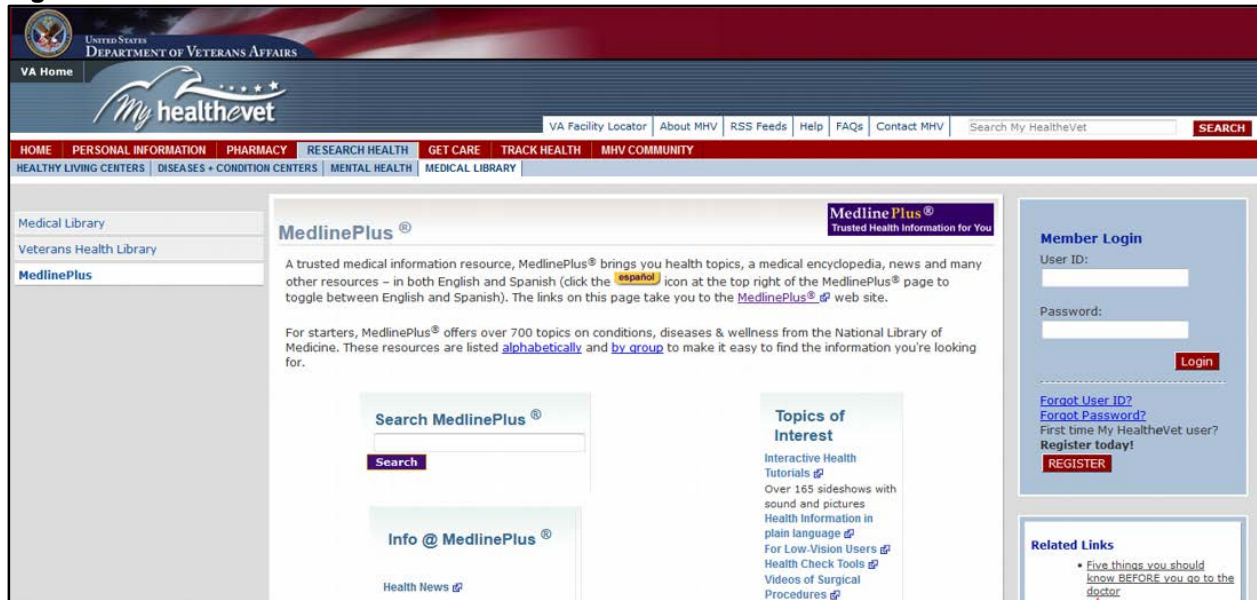 UNITED STATES
DEPARTMENT OF VETERANS AFFAIRS
VA Home
My healthevet
VA Facility Locator About MHV RSS Feeds Help FAQs Contact MHV Search My HealtheVet SEARCH
HOME PERSONAL INFORMATION PHARMACY RESEARCH HEALTH GET CARE TRACK HEALTH MHV COMMUNITY
HEALTHY LIVING CENTERS DISEASES + CONDITION CENTERS MENTAL HEALTH MEDICAL LIBRARY
Medical Library
Veterans Health Library
MedlinePlus
MedlinePlus ®
MedlinePlus®
Trusted Health Information for You
A trusted medical information resource, MedlinePlus® brings you health topics, a medical encyclopedia, news and many
other resources – in both English and Spanish (click the español icon at the top right of the MedlinePlus® page to
toggle between English and Spanish). The links on this page take you to the MedlinePlus® web site.
For starters, MedlinePlus® offers over 700 topics on conditions, diseases & wellness from the National Library of
Medicine. These resources are listed alphabetically and by group to make it easy to find the information you're looking
for.
Search MedlinePlus ®
Search
Info @ MedlinePlus ®
Health News
Topics of
Interest
Interactive Health
Tutorials
Over 165 sideshows with
sound and pictures
Health Information in
plain language
For Low-Vision Users
Health Check Tools
Videos of Surgical
Procedures
Member Login
User ID:
Password:
Login
Forgot User ID?
Forgot Password?
First time My HealtheVet user?
Register today!
REGISTER
Related Links
• Five things you should
know BEFORE you go to the
doctor